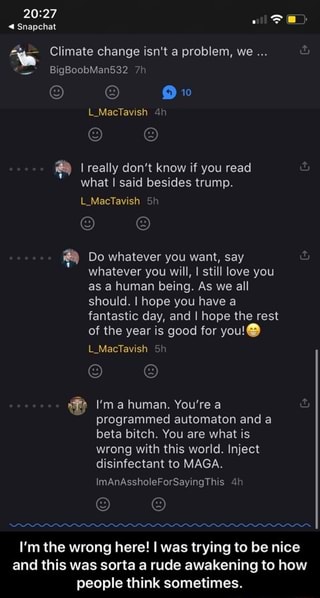 20:27
◀ Snapchat
Climate change isn't a problem, we ...
BigBoobMan532 7h
10
L_MacTavish 4h
I really don't know if you read
what I said besides trump.
L_MacTavish 5h
Do whatever you want, say
whatever you will, I still love you
as a human being. As we all
should. I hope you have a
fantastic day, and I hope the rest
of the year is good for you!😁
L_MacTavish 5h
I'm a human. You're a
programmed automaton and a
beta bitch. You are what is
wrong with this world. Inject
disinfectant to MAGA.
ImAnAssholeForSayingThis 4h
I'm the wrong here! I was trying to be nice
and this was sorta a rude awakening to how
people think sometimes.